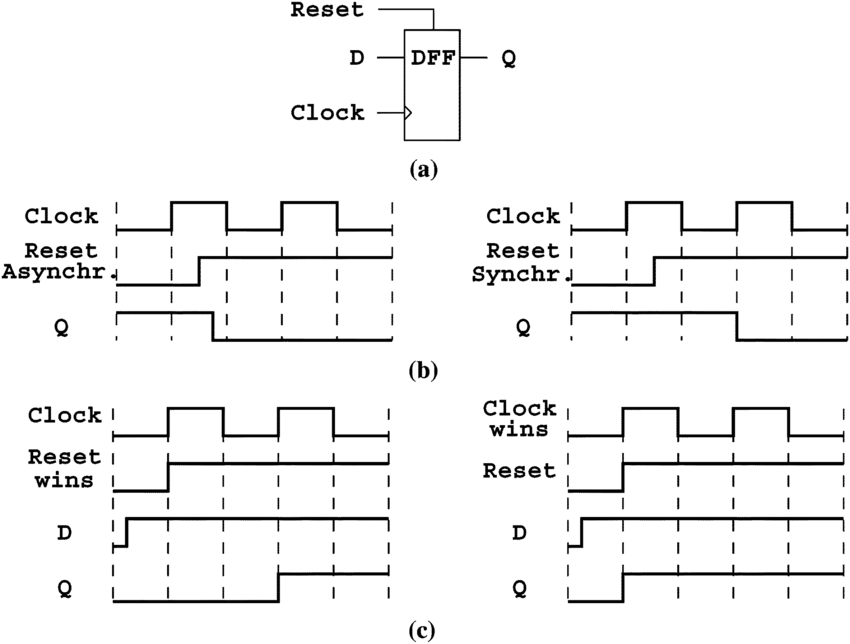 Reset
D DFF Q
Clock
(a)
Clock
Reset
Asynchr.
Q
Clock
Reset
Synchr.
Q
(b)
Clock
Reset
wins
D
Q
Clock
wins
Reset
D
Q
(c)